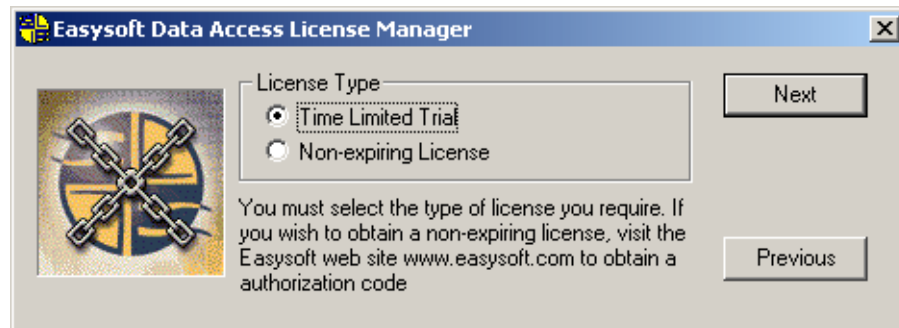 Easysoft Data Access License Manager
License Type
Time Limited Trial
Non-expiring License
Next
You must select the type of license you require. If
you wish to obtain a non-expiring license, visit the
Easysoft web site www.easysoft.com to obtain a
authorization code
Previous